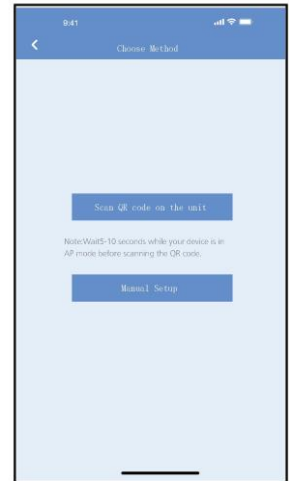 9:41
Choose Method
Scan QR code on the unit
Note:Wait5-10 seconds while your device is in
AP mode before scanning the QR code.
Manual Setup